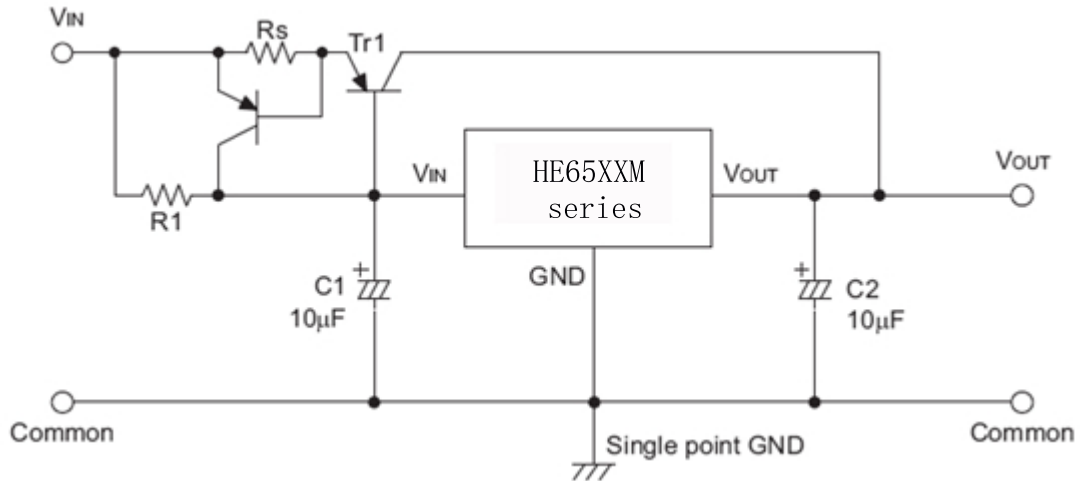 VIN
Rs
Tr1
R1
VIN
HE65XXM
series
VOUT
VOUT
GND
C1
10μF
C2
10μF
+
+
Common
Common
Single point GND